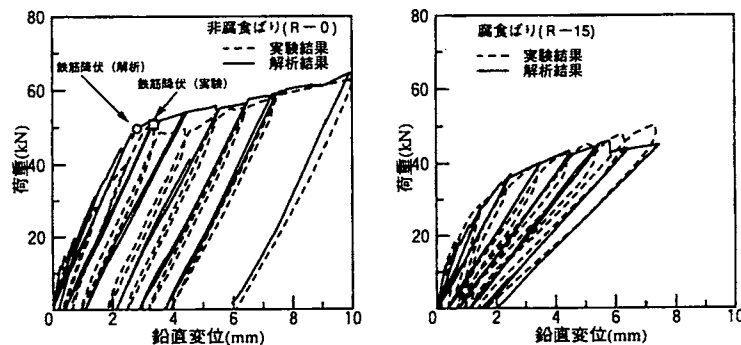 非腐食ばり(R－0)
実験結果
解析結果
鉄筋降伏（解析）
鉄筋降伏（実験）
荷重(kN)
80
60
40
20
0 2 4 6 8 10
鉛直変位(mm)
腐食ばり(R－15)
実験結果
解析結果
荷重(kN)
80
60
40
20
0 2 4 6 8 10
鉛直変位(mm)